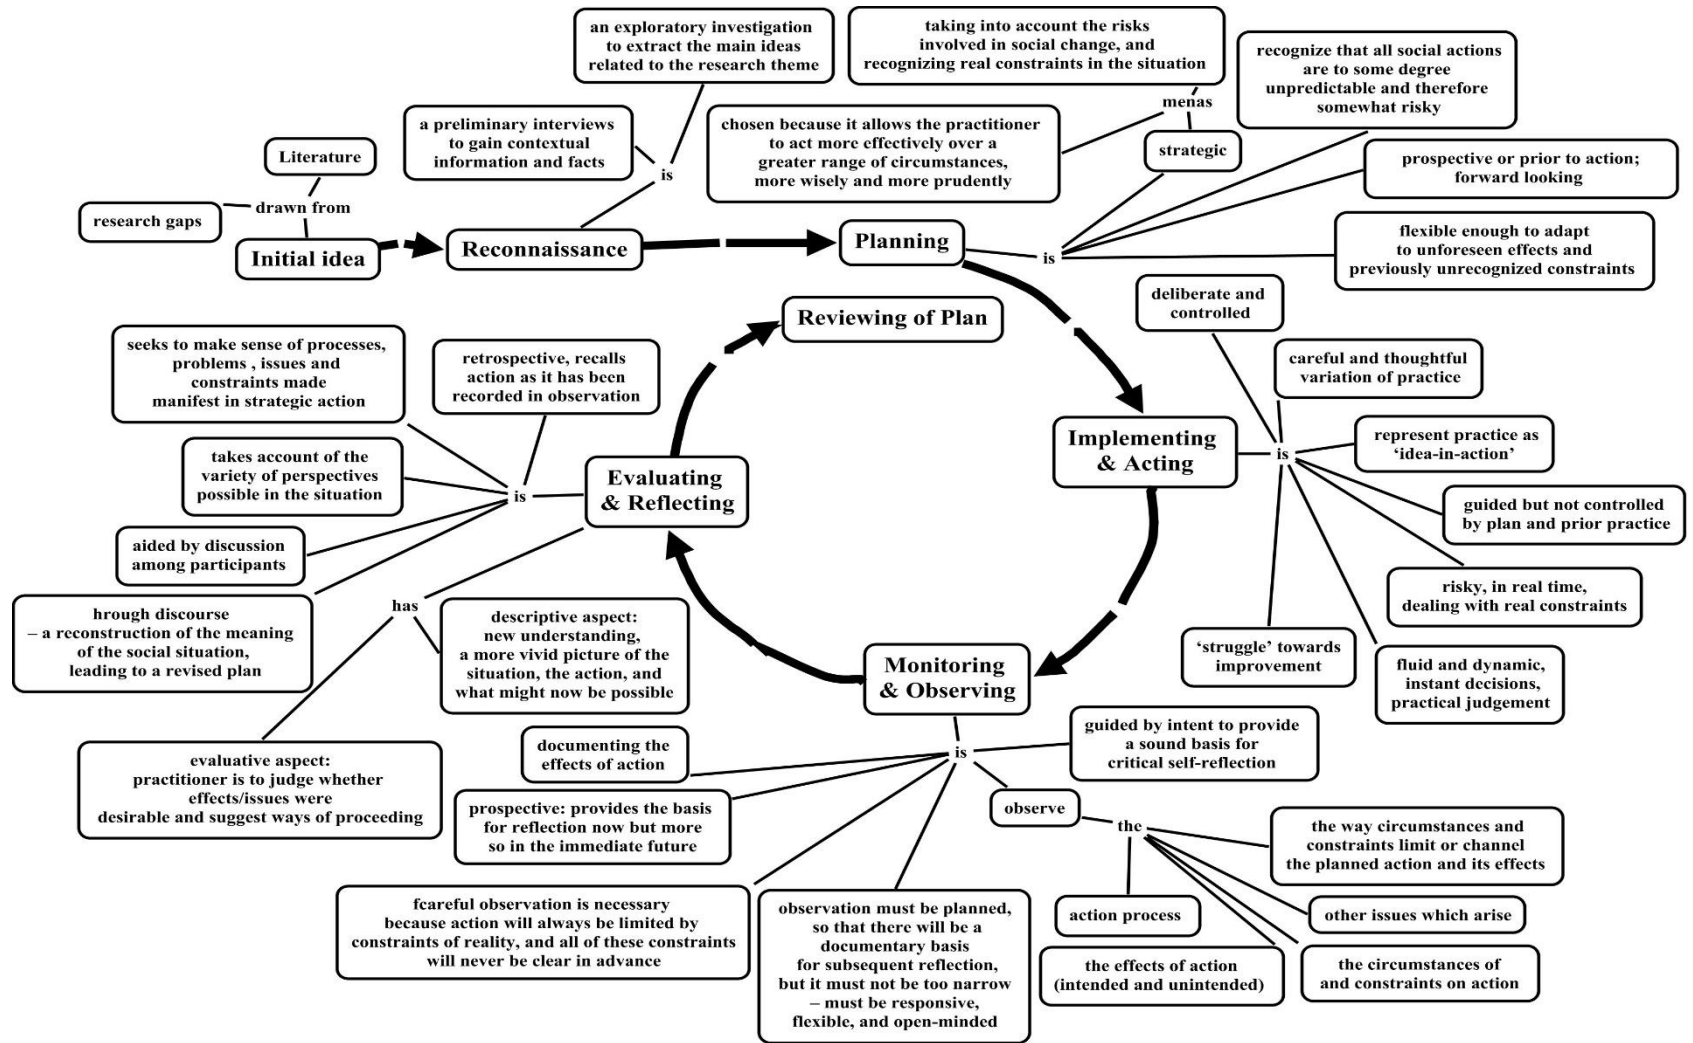 an exploratory investigation
to extract the main ideas
related to the research theme
taking into account the risks
involved in social change, and
recognizing real constraints in the situation
recognize that all social actions
are to some degree
unpredictable and therefore
somewhat risky
menas
a preliminary interviews
to gain contextual
information and facts
chosen because it allows the practitioner
to act more effectively over a
greater range of circumstances,
more wisely and more prudently
strategic
Literature
is
prospective or prior to action;
forward looking
research gaps
drawn from
flexible enough to adapt
to unforeseen effects and
previously unrecognized constraints
Initial idea
Reconnaissance
Planning
is
deliberate and
controlled
Reviewing of Plan
seeks to make sense of processes,
problems , issues and
constraints made
manifest in strategic action
retrospective, recalls
action as it has been
recorded in observation
careful and thoughtful
variation of practice
Implementing
& Acting
is
represent practice as
‘idea-in-action’
takes account of the
variety of perspectives
possible in the situation
is
Evaluating
& Reflecting
guided but not controlled
by plan and prior practice
aided by discussion
among participants
risky, in real time,
dealing with real constraints
hrough discourse
– a reconstruction of the meaning
of the social situation,
leading to a revised plan
has
descriptive aspect:
new understanding,
a more vivid picture of the
situation, the action, and
what might now be possible
‘struggle’ towards
improvement
fluid and dynamic,
instant decisions,
practical judgement
Monitoring
& Observing
evaluative aspect:
practitioner is to judge whether
effects/issues were
desirable and suggest ways of proceeding
documenting the
effects of action
is
guided by intent to provide
a sound basis for
critical self-reflection
prospective: provides the basis
for reflection now but more
so in the immediate future
observe
the
the way circumstances and
constraints limit or channel
the planned action and its effects
fcareful observation is necessary
because action will always be limited by
constraints of reality, and all of these constraints
will never be clear in advance
observation must be planned,
so that there will be a
documentary basis
for subsequent reflection,
but it must not be too narrow
– must be responsive,
flexible, and open-minded
action process
other issues which arise
the effects of action
(intended and unintended)
the circumstances of
and constraints on action